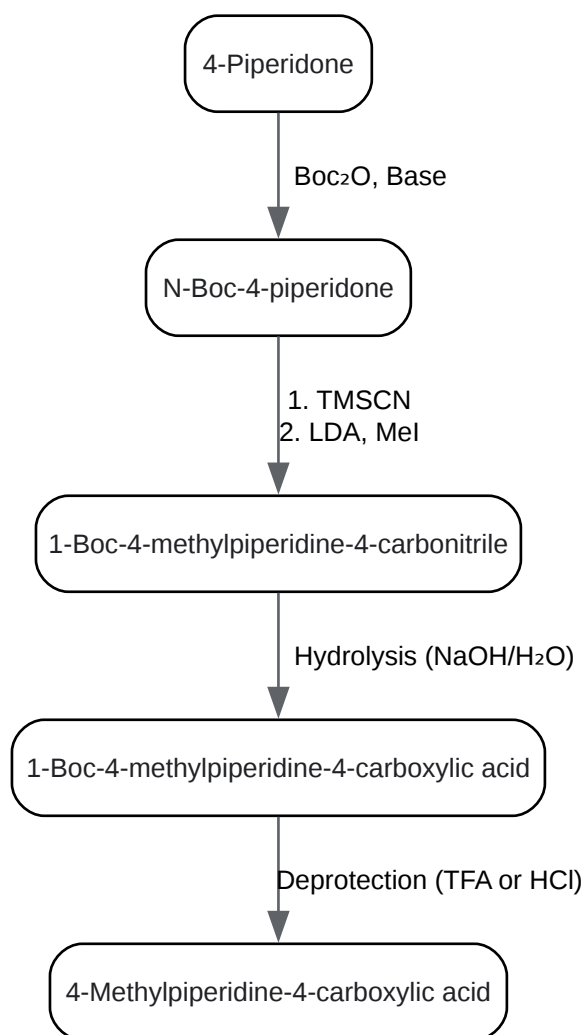 4-Piperidone
Boc₂O, Base
N-Boc-4-piperidone
1. TMSCN
2. LDA, MeI
1-Boc-4-methylpiperidine-4-carbonitrile
Hydrolysis (NaOH/H₂O)
1-Boc-4-methylpiperidine-4-carboxylic acid
Deprotection (TFA or HCl)
4-Methylpiperidine-4-carboxylic acid